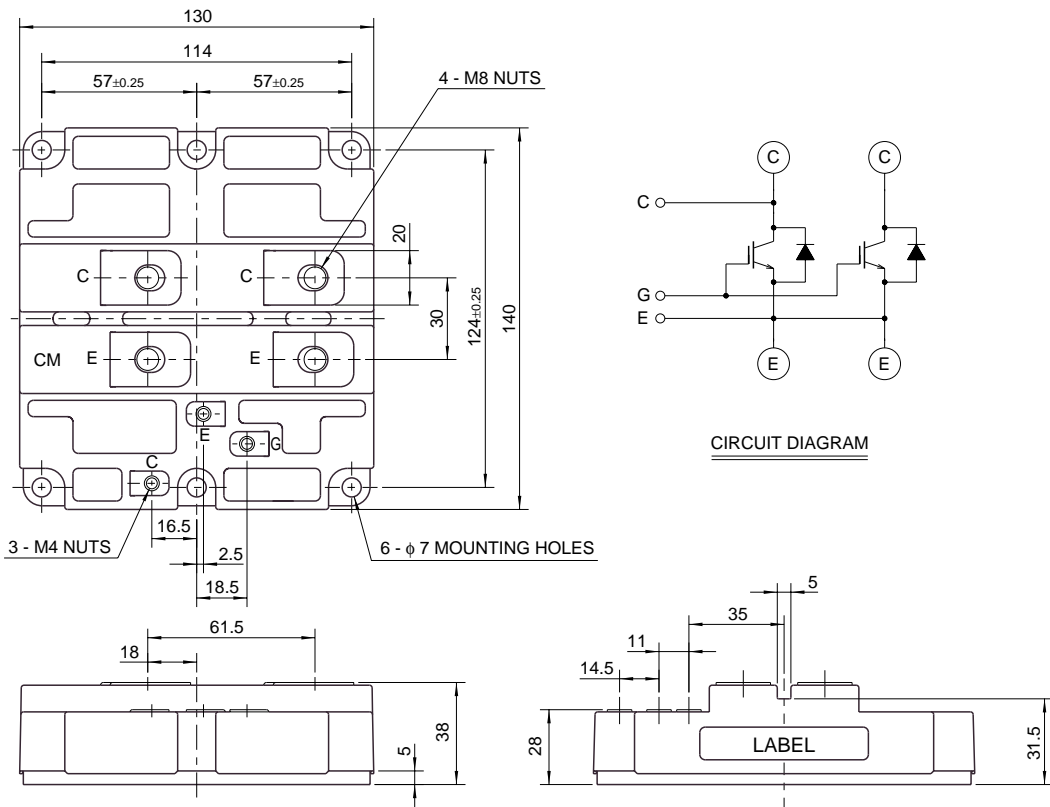 130
114
57±0.25
57±0.25
4 - M8 NUTS
C
C
20
C
C
C
G
E
30
124±0.25
140
CM
E
E
E
E
E
G
C
CIRCUIT DIAGRAM
16.5
3 - M4 NUTS
2.5
6 - ϕ 7 MOUNTING HOLES
18.5
5
61.5
35
18
11
14.5
38
5
28
LABEL
31.5